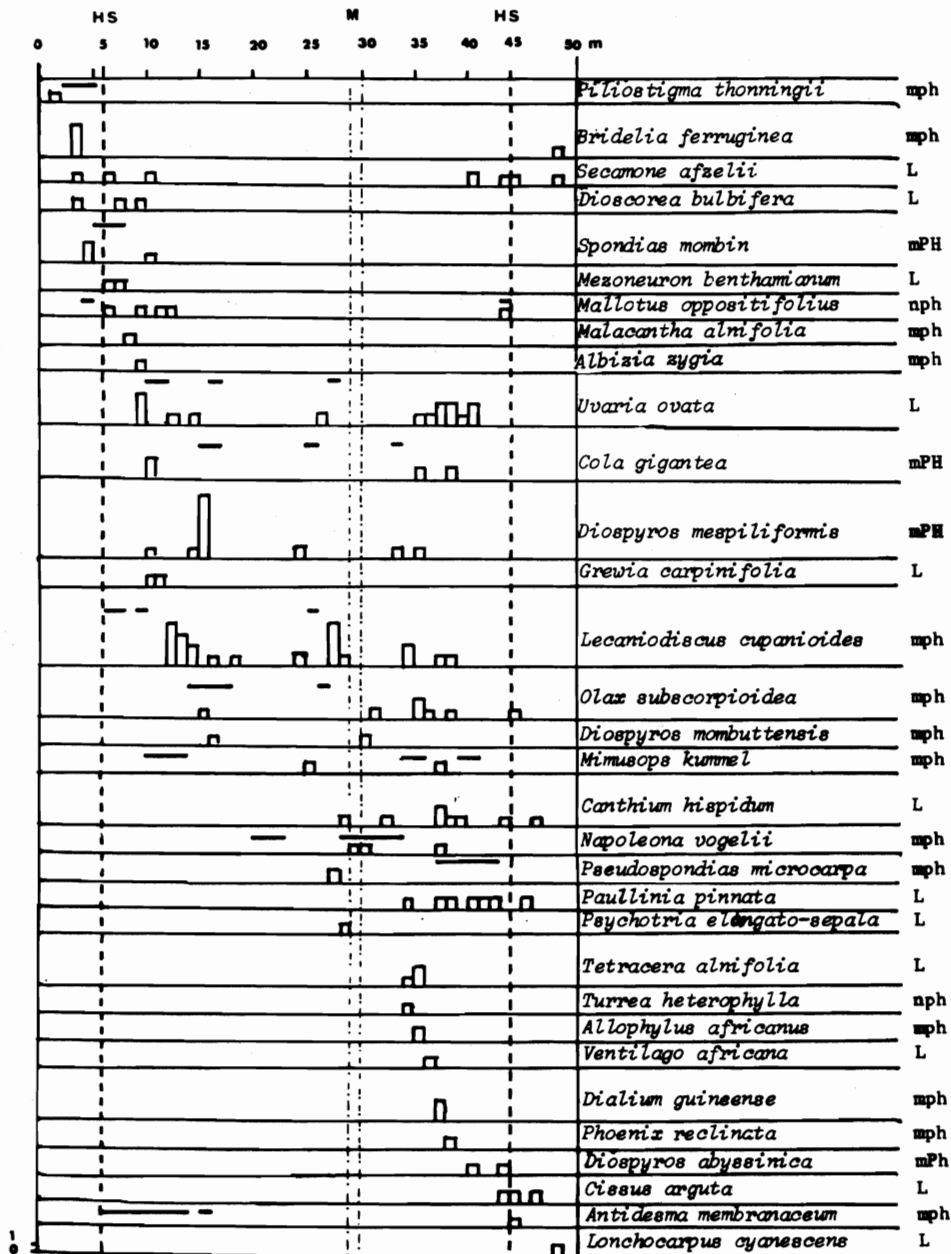 HS M HS
0 5 10 15 20 25 30 35 40 45 50 m
Piliostigma thonningii mph
Bridelia ferruginea mph
Secamone afzelii L
Dioscorea bulbifera L
Spondias mombin mPH
Mezoneuron benthamianum L
Mallotus oppositifolius nph
Malacantha alnifolia mph
Albizia zygia mph
Uvaria ovata L
Cola gigantea mPH
Diospyros mespiliformis mPH
Grewia carpinifolia L
Lecaniodiscus cupanioides mph
Olax subscorpioidea mph
Diospyros mombuttensis mph
Mimusops kummel mph
Canthium hispidum L
Napoleona vogelii mph
Pseudospondias microcarpa mph
Paullinia pinnata L
Psychotria elongato-sepala L
Tetracera alnifolia L
Turrea heterophylla nph
Allophylus africanus mph
Ventilago africana L
Dialium guineense mph
Phoenix reclinata mph
Diospyros abyssinica mPh
Cissus arguta L
Antidesma membranaceum mph
1
0 Lonchocarpus cyanescens L